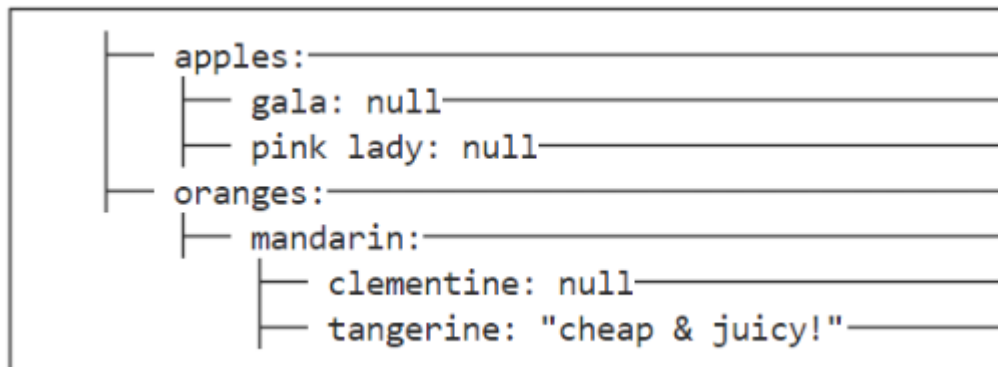 apples:
gala: null
pink lady: null
oranges:
mandarin:
clementine: null
tangerine: "cheap & juicy!"